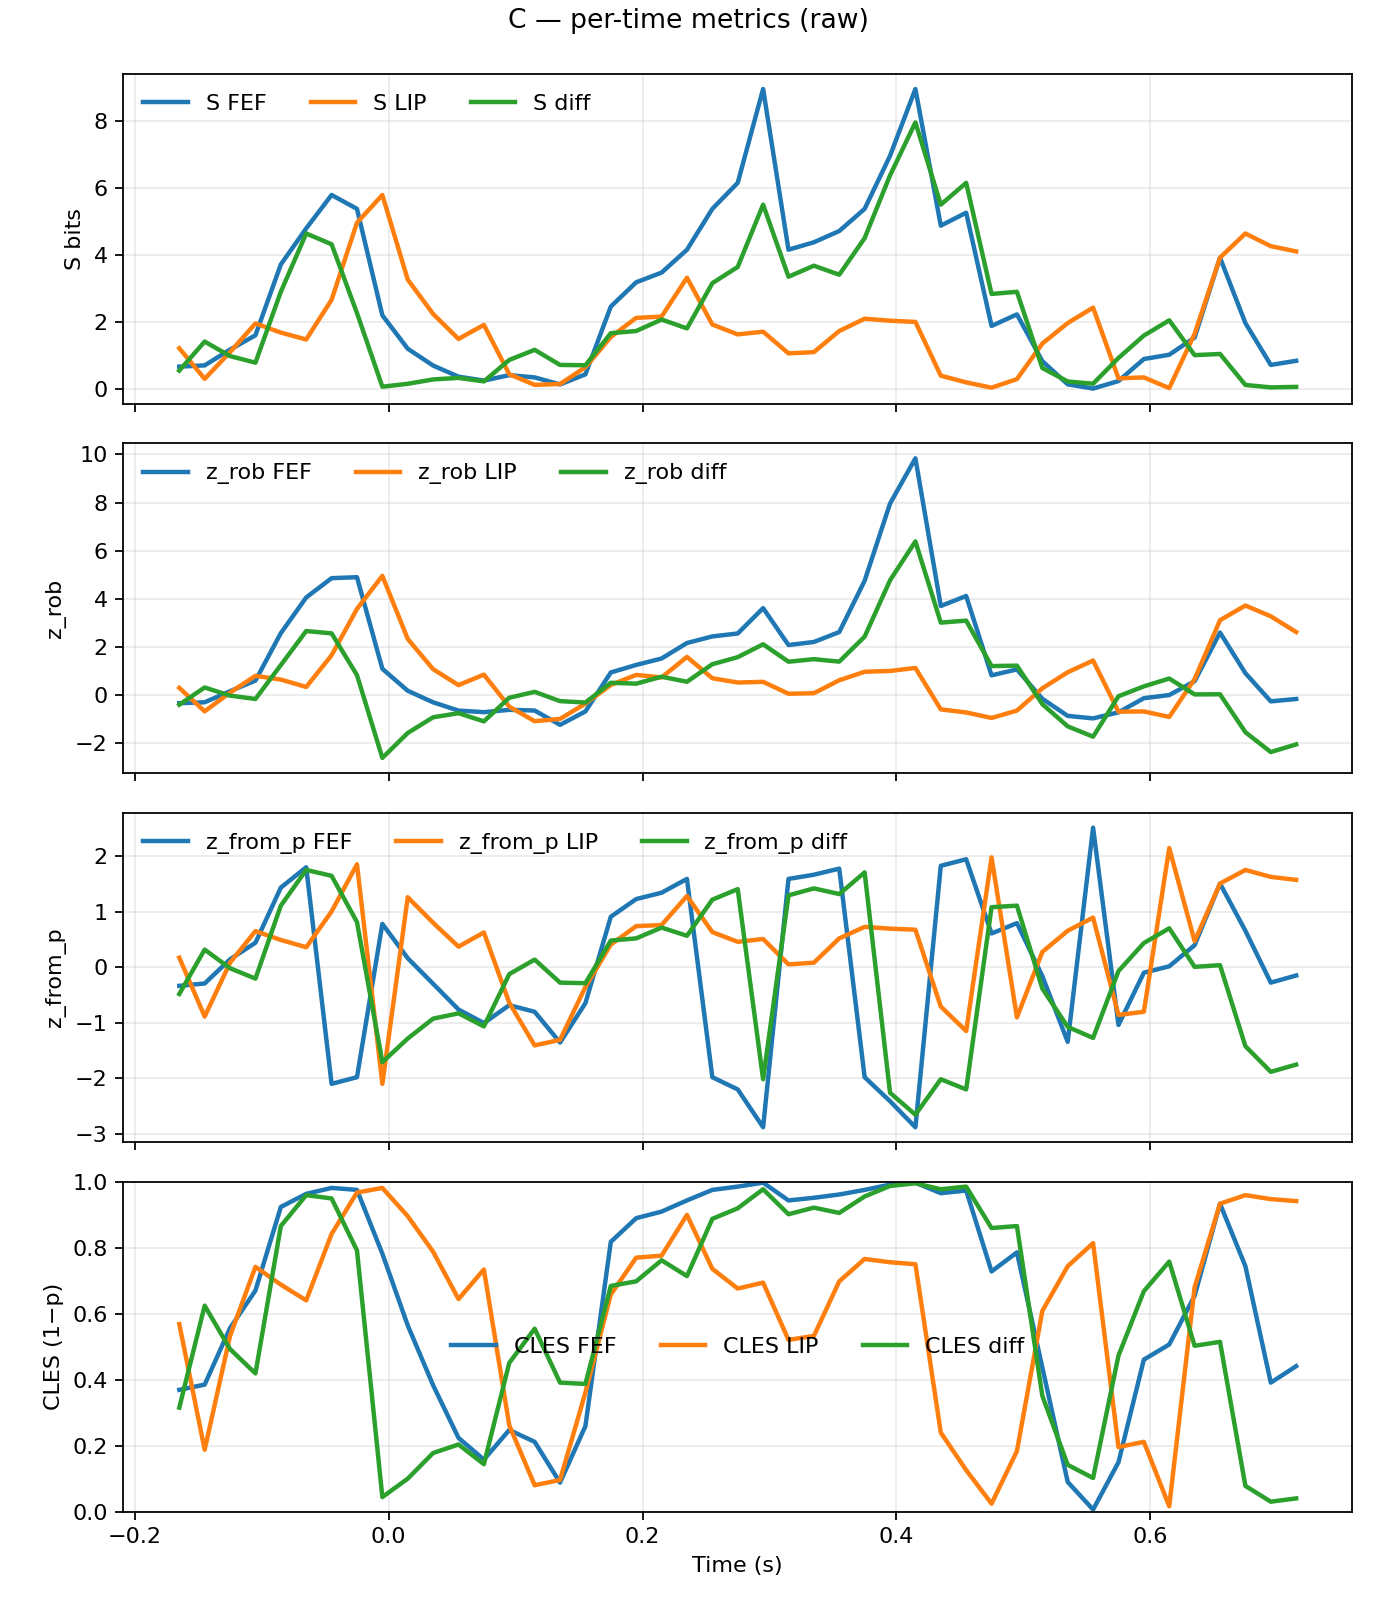 C — per-time metrics (raw)
S FEF S LIP S diff
8
6
4
2
0
S bits
z_rob FEF z_rob LIP z_rob diff
10
8
6
4
2
0
−2
z_rob
z_from_p FEF z_from_p LIP z_from_p diff
2
1
0
−1
−2
−3
z_from_p
1.0
0.8
0.6
CLES FEF CLES LIP CLES diff
0.4
0.2
0.0
CLES (1−p)
−0.2 0.0 0.2 0.4 0.6
Time (s)